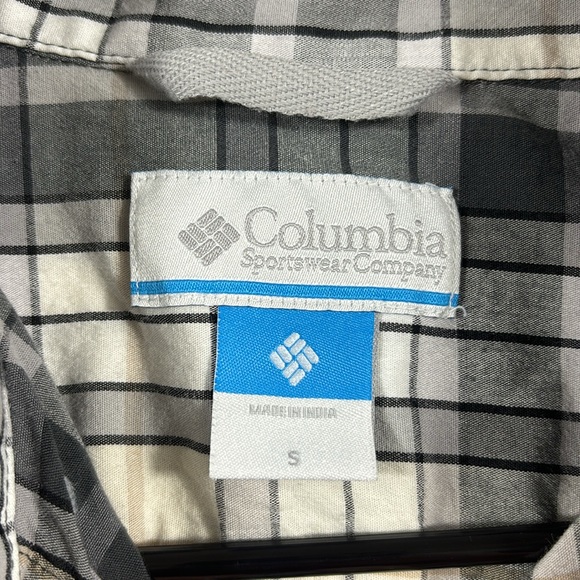 Columbia
Sportswear Company
MADE IN INDIA
S